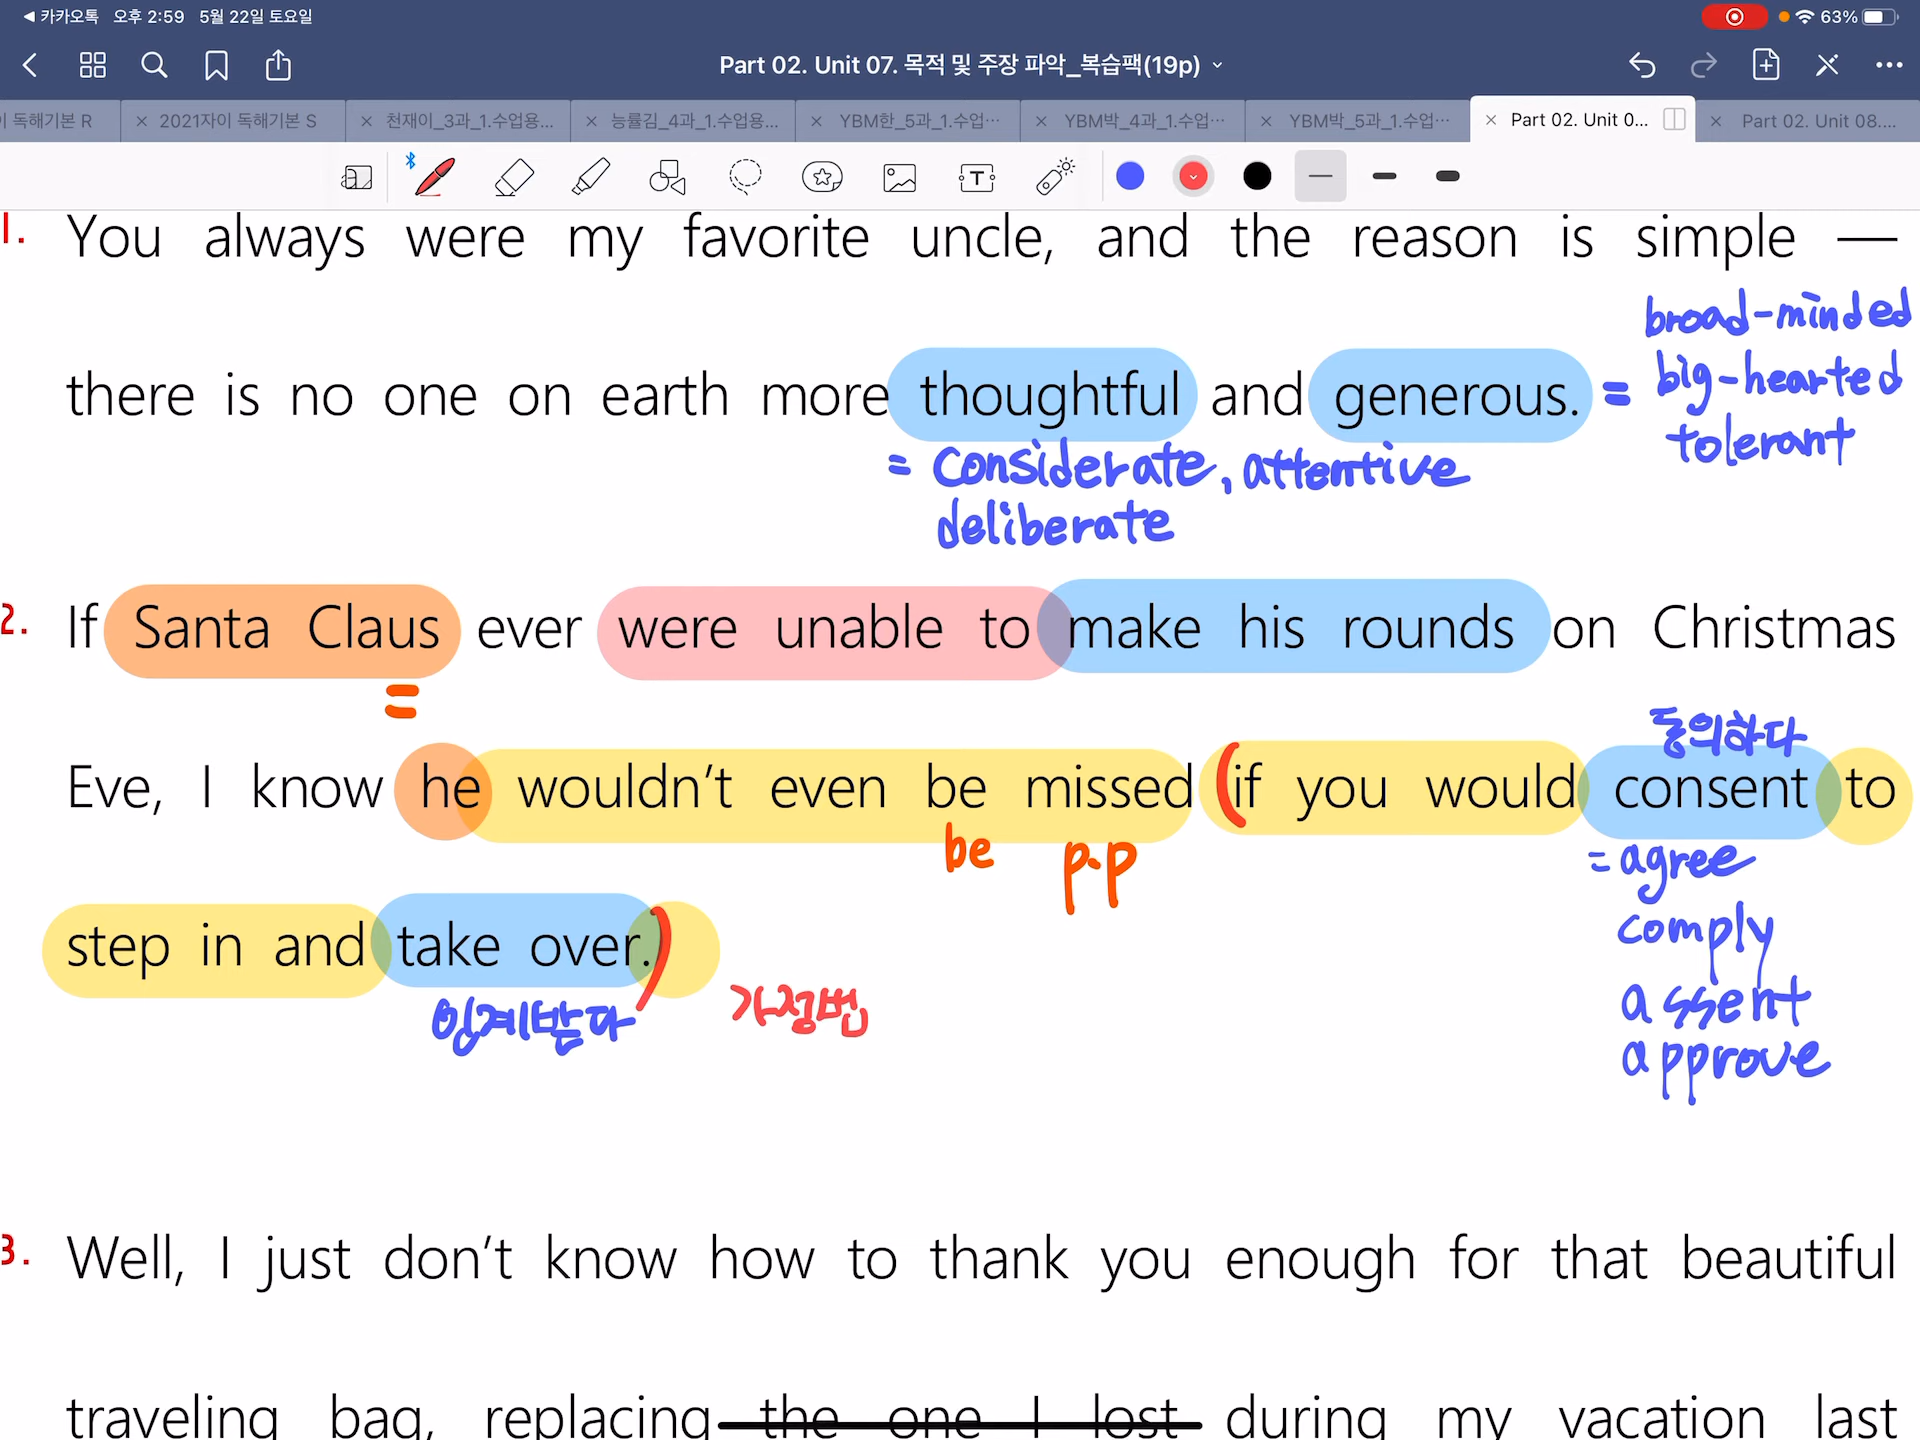 ◀ 카카오톡 오후 2:59 5월 22일 토요일
63%
Part 02. Unit 07. 목적 및 주장 파악_복습팩(19p)
이 독해기본 R
2021자이 독해기본 S
천재이_3과_1.수업용...
능률김_4과_1.수업용...
YBM한_5과_1.수업...
YBM박_4과_1.수업...
YBM박_5과_1.수업...
Part 02. Unit 0...
Part 02. Unit 08....
1. You always were my favorite uncle, and the reason is simple —
broad-minded
there is no one on earth more thoughtful and generous. = big-hearted
tolerant
= considerate, attentive
deliberate
2. If Santa Claus ever were unable to make his rounds on Christmas
=
동의하다
Eve, I know he wouldn't even be missed (if you would consent to
be p.p
= agree
comply
assent
approve
step in and take over.)
인계받다
가정법
3. Well, I just don't know how to thank you enough for that beautiful
traveling bag, replacing the one I lost during my vacation last